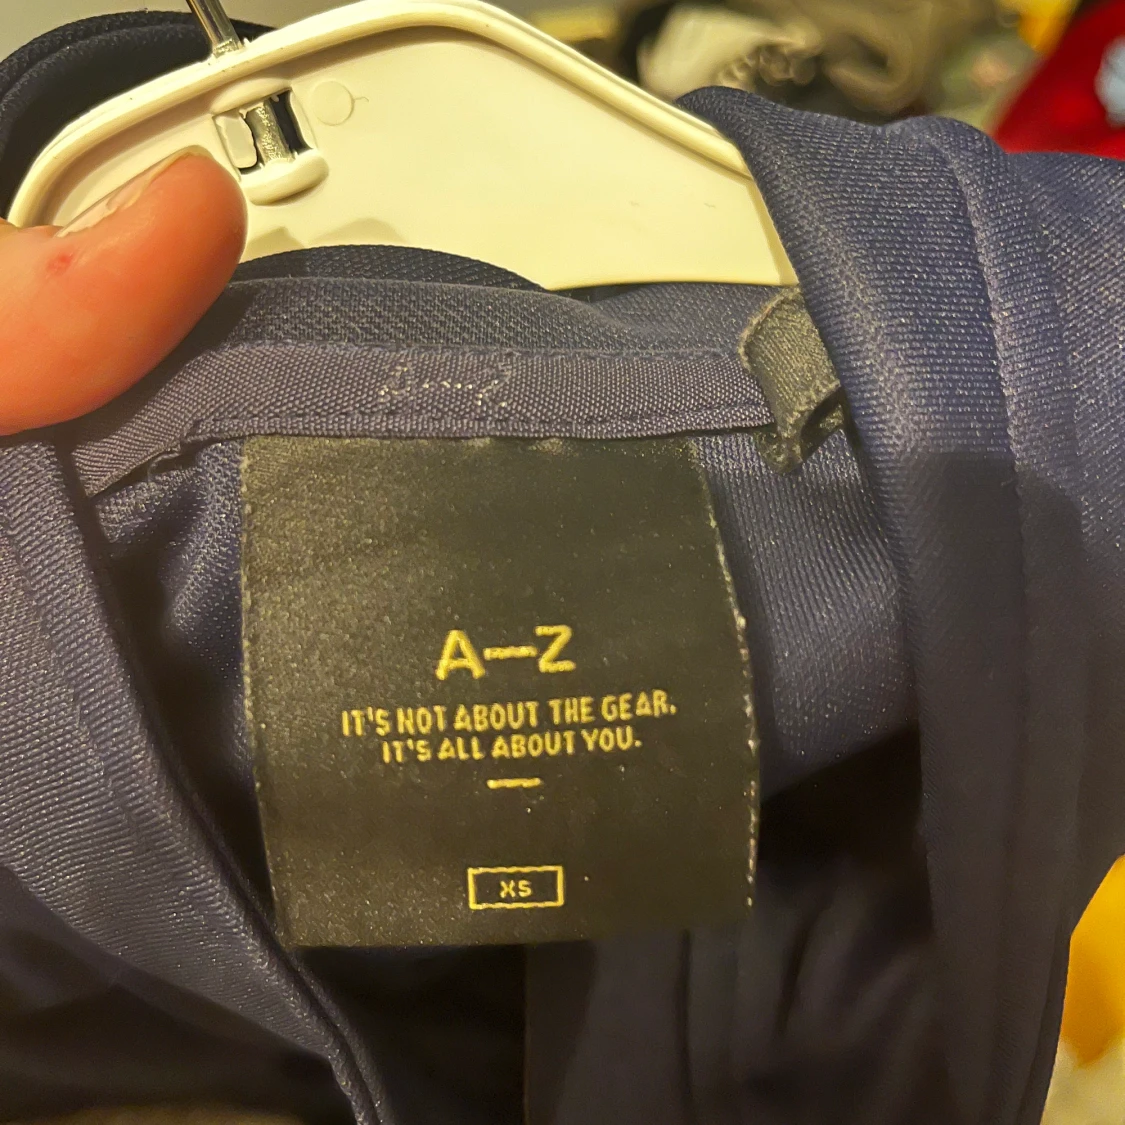 A—Z
IT'S NOT ABOUT THE GEAR.
IT'S ALL ABOUT YOU.
XS